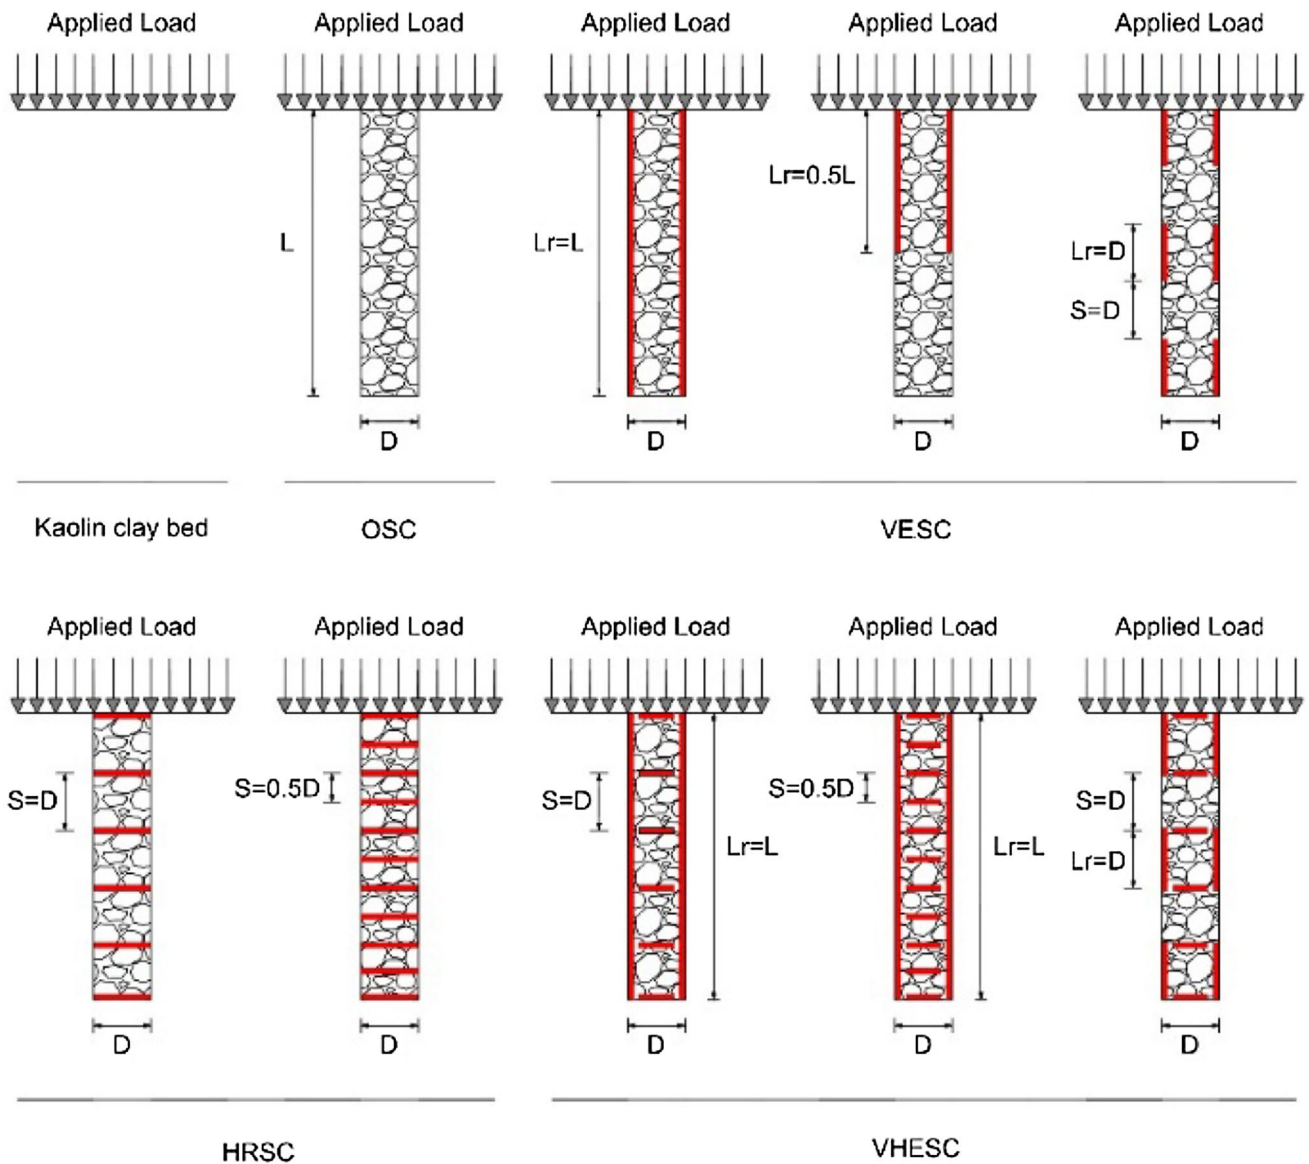 Applied Load
Applied Load
Applied Load
Applied Load
Applied Load
L
Lr=L
Lr=0.5L
Lr=D
S=D
D
D
D
D
Kaolin clay bed
OSC
VESC
Applied Load
Applied Load
Applied Load
Applied Load
Applied Load
S=D
S=0.5D
S=D
Lr=L
S=0.5D
Lr=L
S=D
Lr=D
D
D
D
D
D
HRSC
VHESC